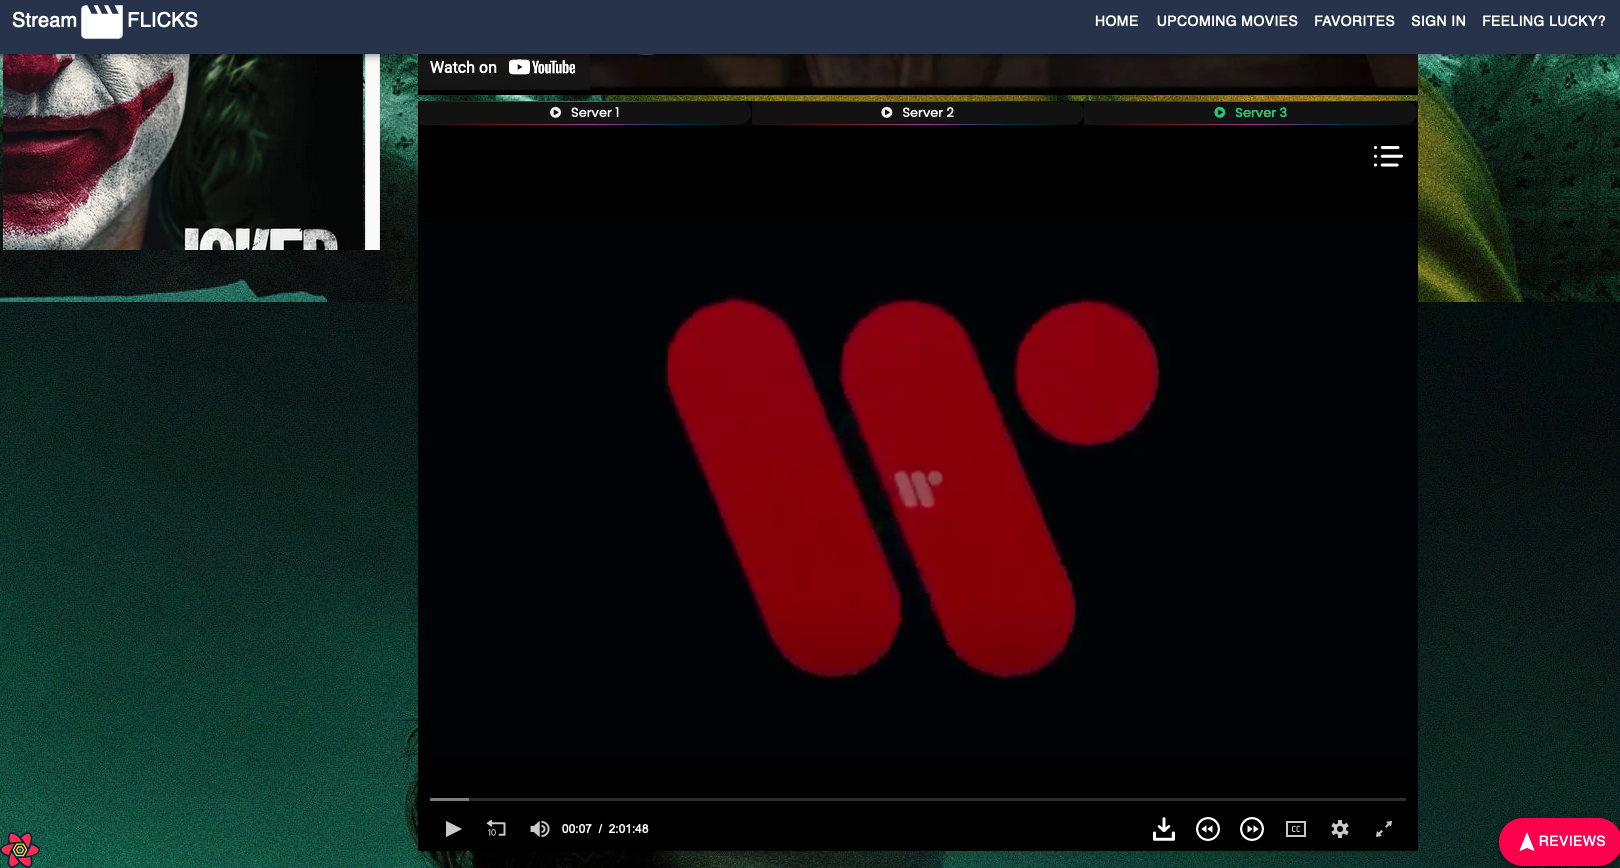 Stream FLICKS
HOME UPCOMING MOVIES FAVORITES SIGN IN FEELING LUCKY?
Watch on YouTube
Server 1 Server 2 Server 3
JOKER
10 00:07 / 2:01:48 CC
REVIEWS